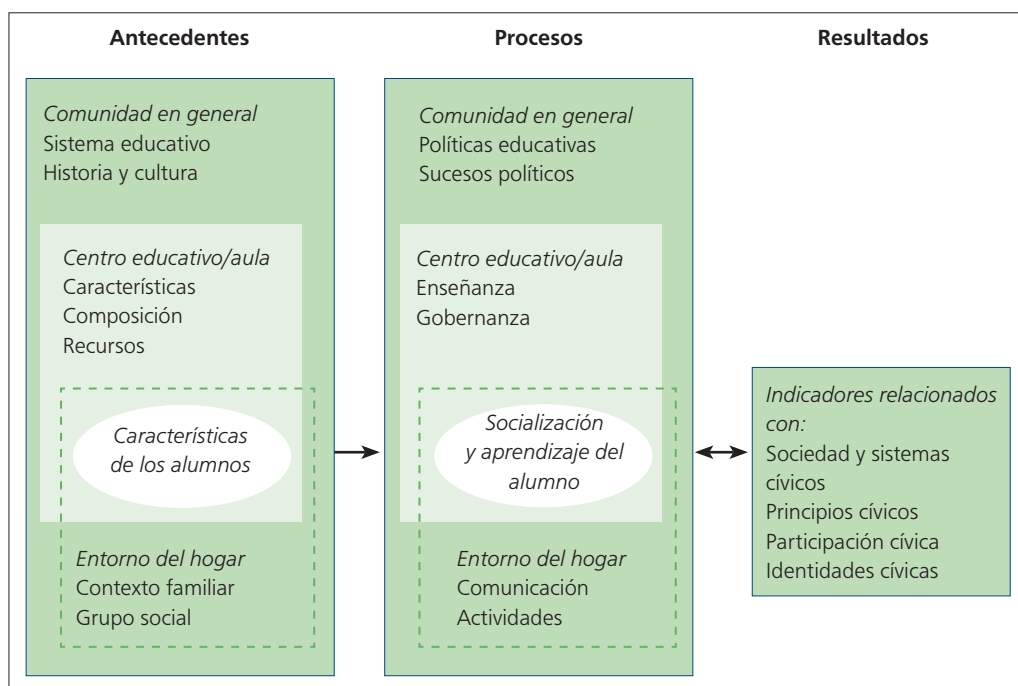 Antecedentes
Procesos
Resultados
Comunidad en general
Sistema educativo
Historia y cultura
Centro educativo/aula
Características
Composición
Recursos
Características
de los alumnos
Entorno del hogar
Contexto familiar
Grupo social
Comunidad en general
Políticas educativas
Sucesos políticos
Centro educativo/aula
Enseñanza
Gobernanza
Socialización
y aprendizaje del
alumno
Entorno del hogar
Comunicación
Actividades
Indicadores relacionados
con:
Sociedad y sistemas
cívicos
Principios cívicos
Participación cívica
Identidades cívicas